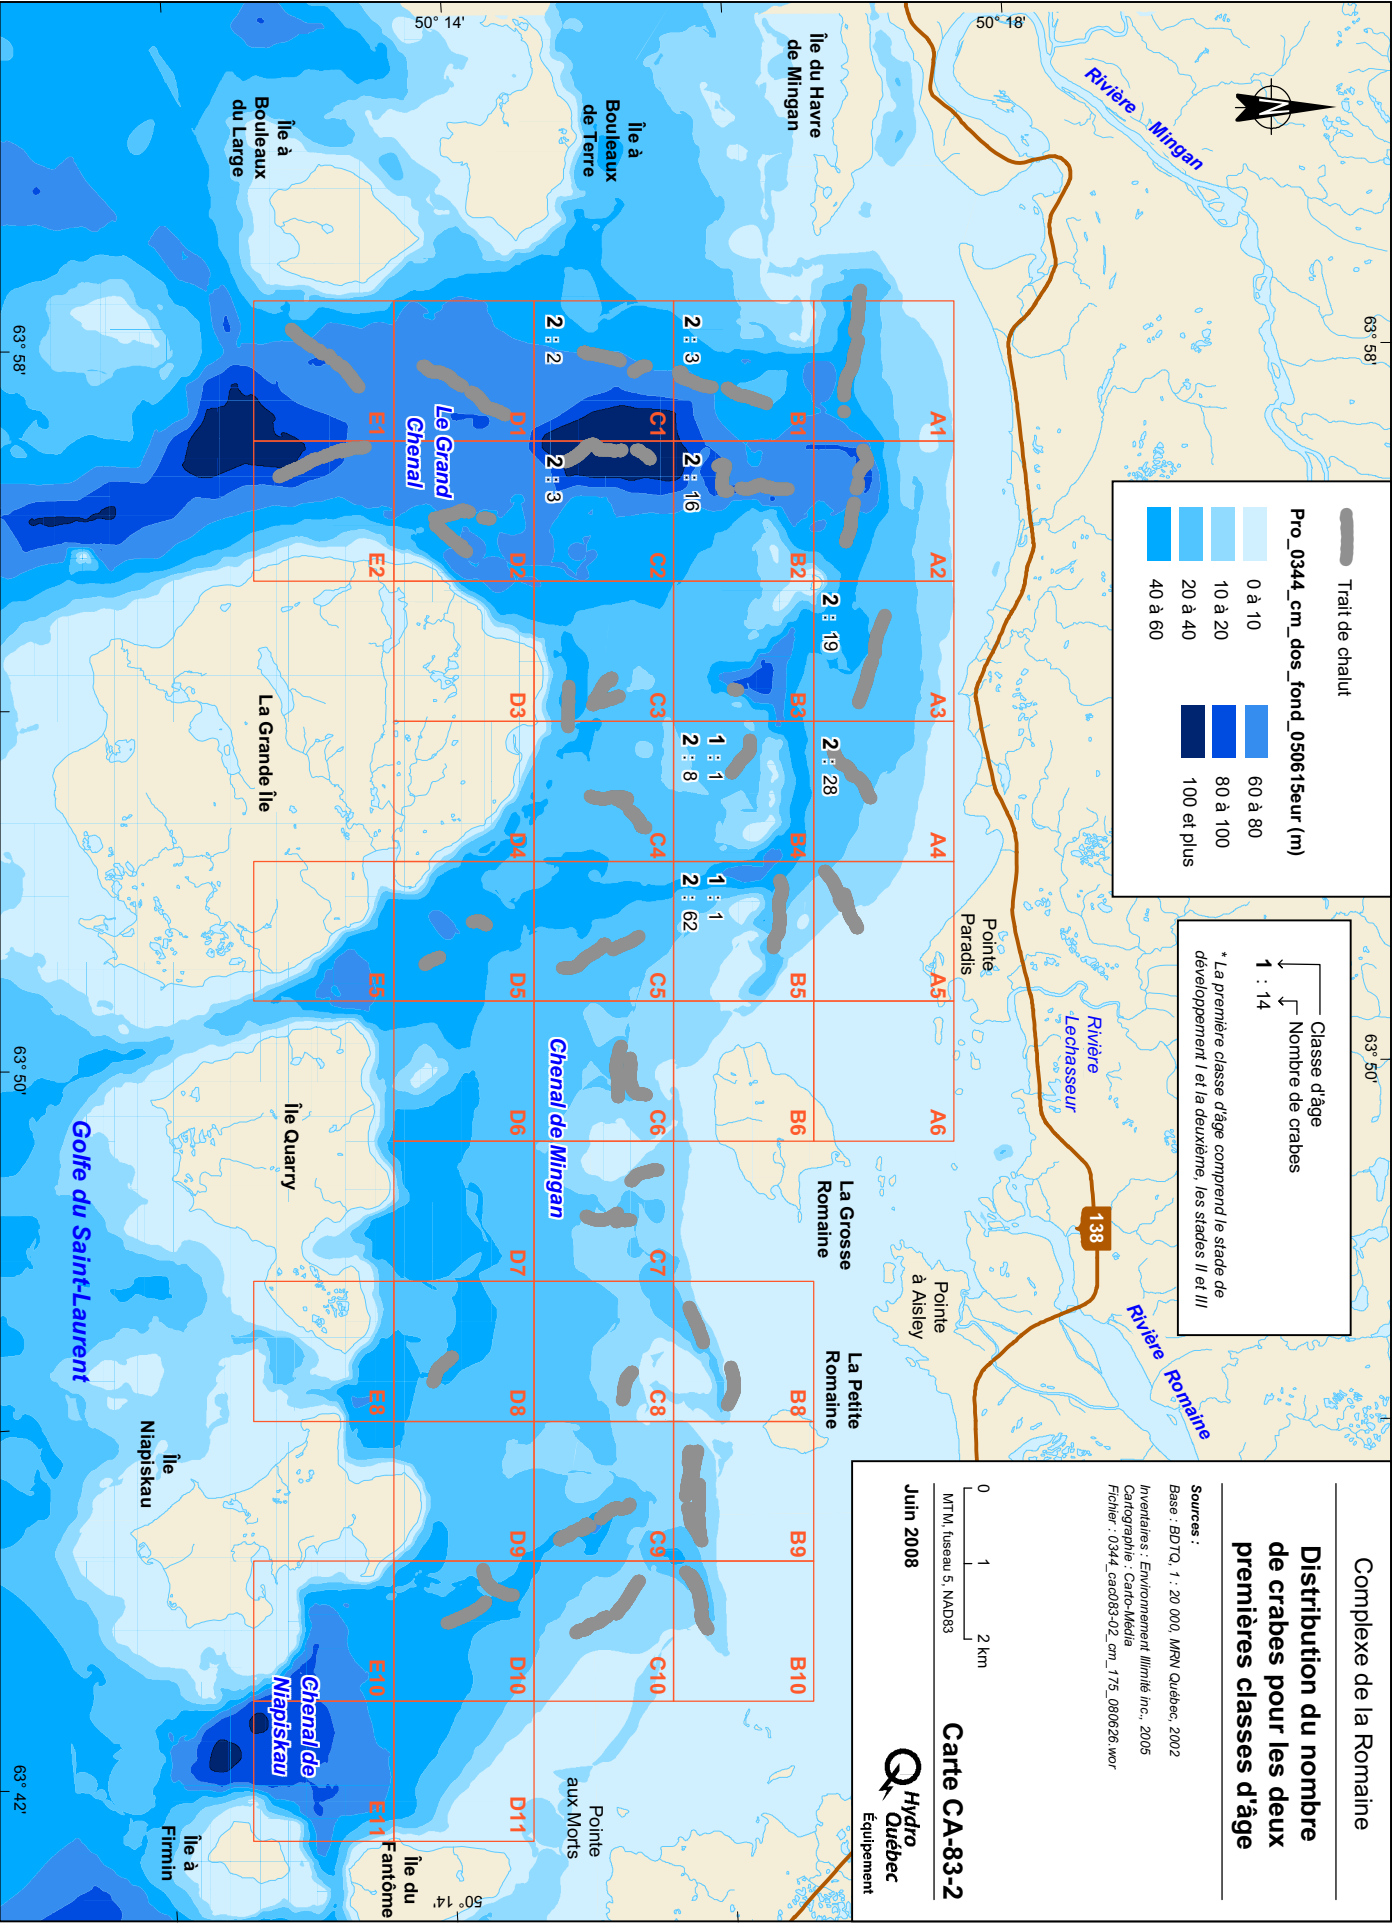 Complexe de la Romaine
Distribution du nombre
de crabes pour les deux
premières classes d'âge
Sources :
Base : BDTQ, 1 : 20 000, MRN Québec, 2002
Inventaires : Environnement Illimité inc., 2005
Cartographie : Carto-Média
Fichier : 0344_cac083-02_cm_175_080626.wor
0 1 2 km
MTM, fuseau 5, NAD83
Juin 2008
Carte CA-83-2
Hydro
Québec
Équipement
Classe d'âge
Nombre de crabes
1 : 14
* La première classe d'âge comprend le stade de
développement I et la deuxième, les stades II et III
Trait de chalut
Pro_0344_cm_dos_fond_050615eur (m)
0 à 10
10 à 20
20 à 40
40 à 60
60 à 80
80 à 100
100 et plus
N
63° 58'
63° 50'
50° 18'
50° 14'
Rivière Mingan
Rivière
Lechasseur
138
Rivière Romaine
Pointe
Paradis
Pointe
à Aisley
Île du Havre
de Mingan
Île à
Bouleaux
de Terre
Île à
Bouleaux
du Large
La Grosse
Romaine
La Petite
Romaine
A1
A2
A3
A4
A5
A6
2 : 19
2 : 28
B1
B2
B3
B4
B5
B6
B8
B9
B10
2 : 3
2 : 16
1 : 1
2 : 8
1 : 1
2 : 62
C1
C2
C3
C4
C5
C6
C7
C8
C9
C10
2 : 2
2 : 3
Chenal de Mingan
Pointe
aux Morts
D1
D2
D3
D4
D5
D6
D7
D8
D9
D10
D11
Le Grand
Chenal
50° 14'
E1
E2
E5
E8
E10
E11
Île du
Fantôme
La Grande Île
Île Quarry
Chenal de
Niapiskau
Île
Niapiskau
Île à
Firmin
Golfe du Saint-Laurent
63° 58'
63° 50'
63° 42'